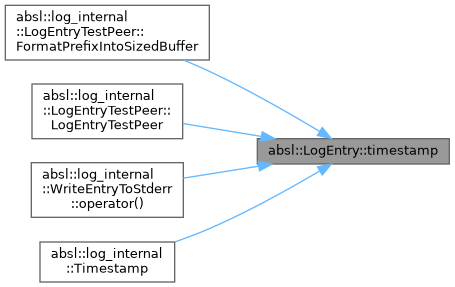 absl::log_internal
::LogEntryTestPeer::
FormatPrefixIntoSizedBuffer
absl::log_internal
::LogEntryTestPeer::
LogEntryTestPeer
absl::LogEntry::timestamp
absl::log_internal
::WriteEntryToStderr
::operator()
absl::log_internal
::Timestamp